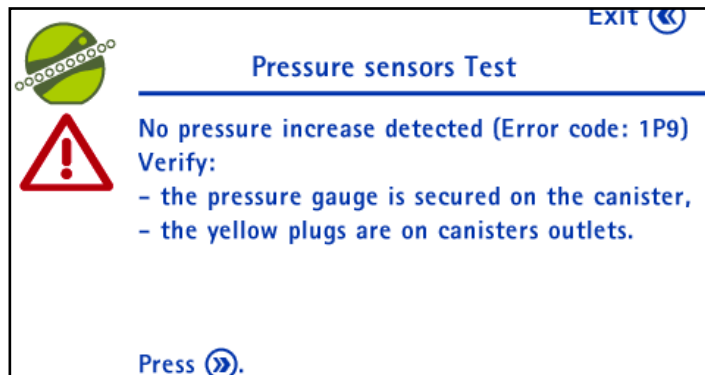 Exit
Pressure sensors Test
No pressure increase detected (Error code: 1P9)
Verify:
- the pressure gauge is secured on the canister,
- the yellow plugs are on canisters outlets.
Press .